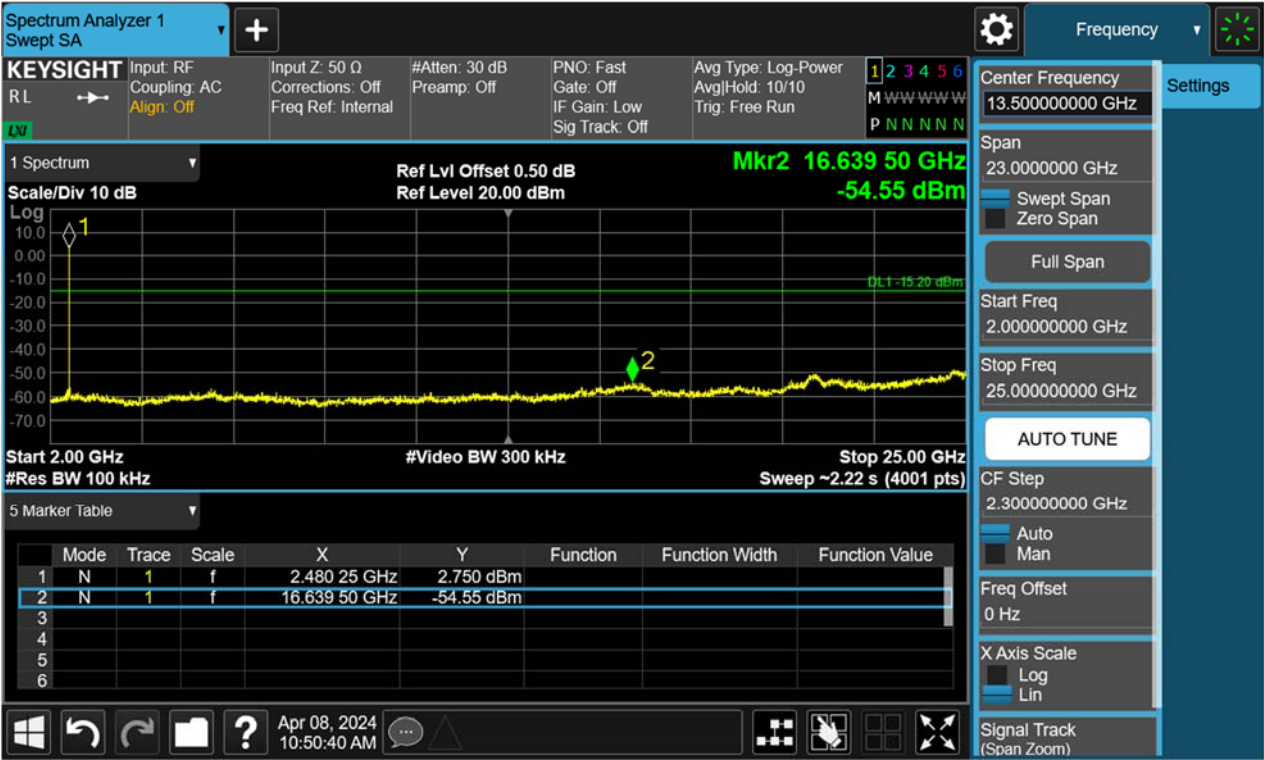 Spectrum Analyzer 1
Swept SA
+
Frequency
KEYSIGHT
RL
LXI
Input: RF
Coupling: AC
Align: Off
Input Z: 50 Ω
Corrections: Off
Freq Ref: Internal
#Atten: 30 dB
Preamp: Off
PNO: Fast
Gate: Off
IF Gain: Low
Sig Track: Off
Avg Type: Log-Power
Avg|Hold: 10/10
Trig: Free Run
1 2 3 4 5 6
M W W W W W
P N N N N N
1 Spectrum
Scale/Div 10 dB
Ref Lvl Offset 0.50 dB
Ref Level 20.00 dBm
Mkr2 16.639 50 GHz
-54.55 dBm
Log
10.0
0.00
-10.0
-20.0
-30.0
-40.0
-50.0
-60.0
-70.0
1
2
DL1 -15.20 dBm
Start 2.00 GHz
#Video BW 300 kHz
Stop 25.00 GHz
#Res BW 100 kHz
Sweep ~2.22 s (4001 pts)
5 Marker Table
Mode Trace Scale X Y Function Function Width Function Value
1 N 1 f 2.480 25 GHz 2.750 dBm
2 N 1 f 16.639 50 GHz -54.55 dBm
3
4
5
6
?
Apr 08, 2024
10:50:40 AM
Settings
Center Frequency
13.500000000 GHz
Span
23.0000000 GHz
Swept Span
Zero Span
Full Span
Start Freq
2.000000000 GHz
Stop Freq
25.000000000 GHz
AUTO TUNE
CF Step
2.300000000 GHz
Auto
Man
Freq Offset
0 Hz
X Axis Scale
Log
Lin
Signal Track
(Span Zoom)